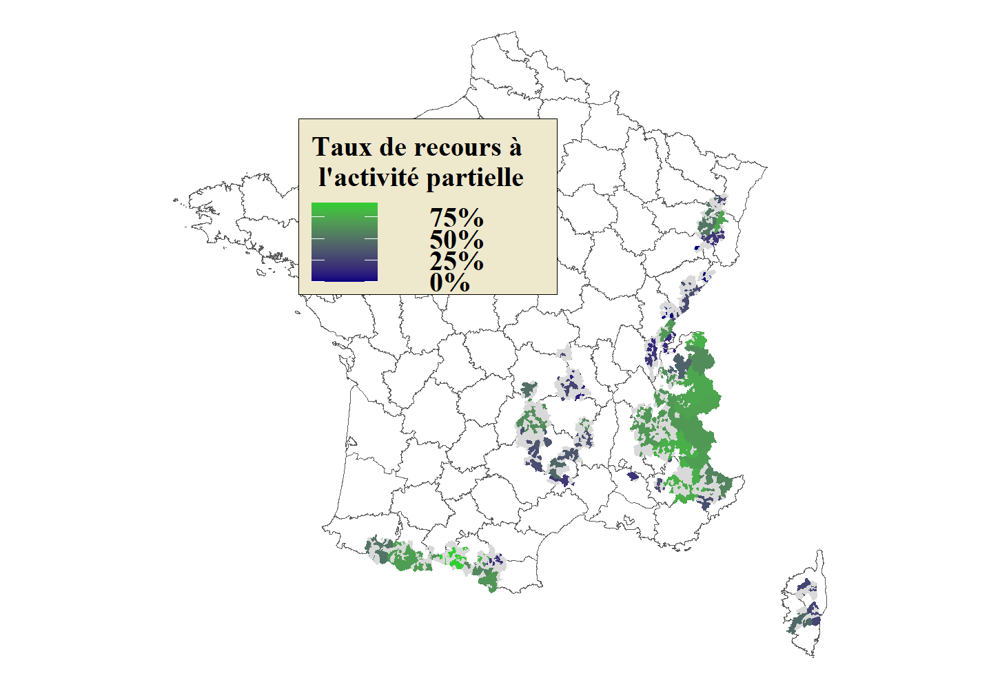 Taux de recours à
l'activité partielle
75%
50%
25%
0%